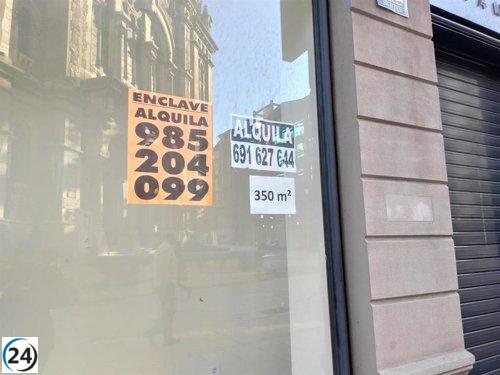 ENCLAVE
ALQUILA
985
204
099
ALQUILA
691 627 644
350 m²
24